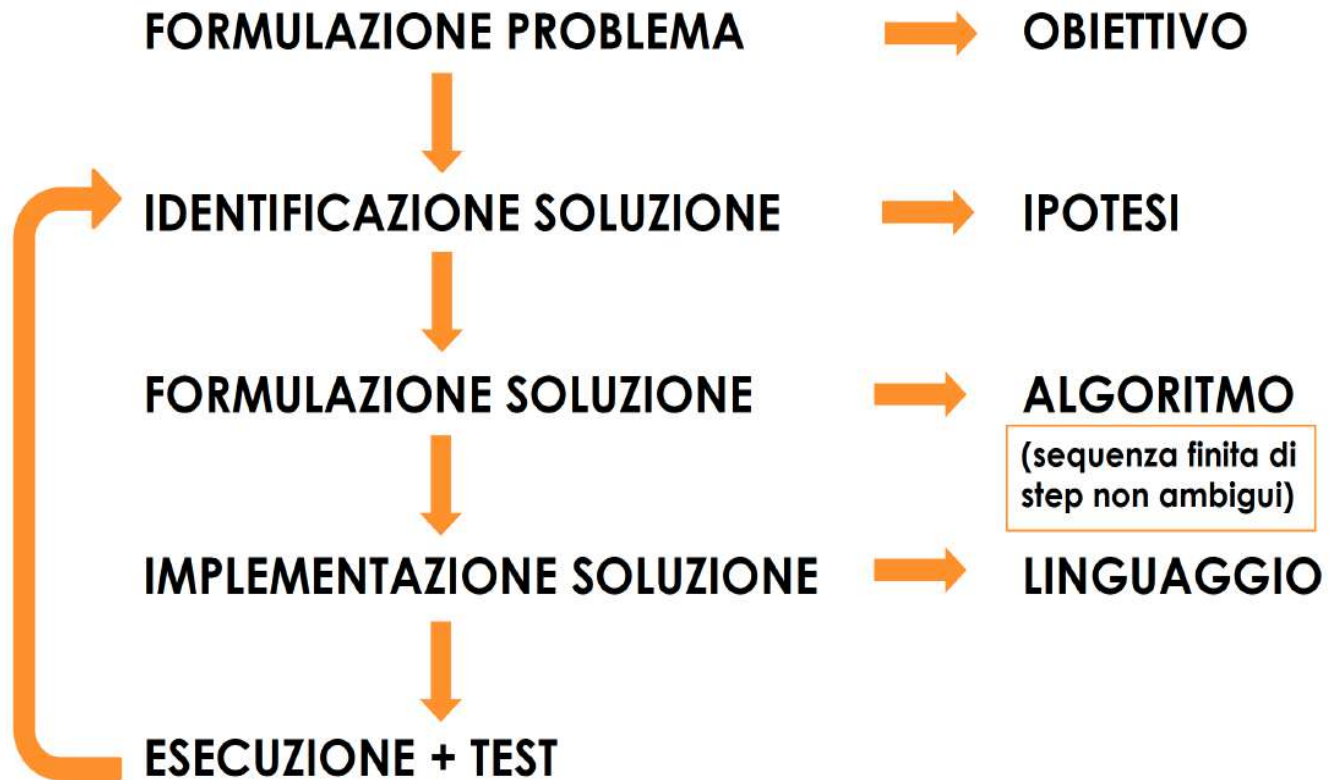 FORMULAZIONE PROBLEMA
OBIETTIVO
IDENTIFICAZIONE SOLUZIONE
IPOTESI
FORMULAZIONE SOLUZIONE
ALGORITMO
(sequenza finita di
step non ambigui)
IMPLEMENTAZIONE SOLUZIONE
LINGUAGGIO
ESECUZIONE + TEST